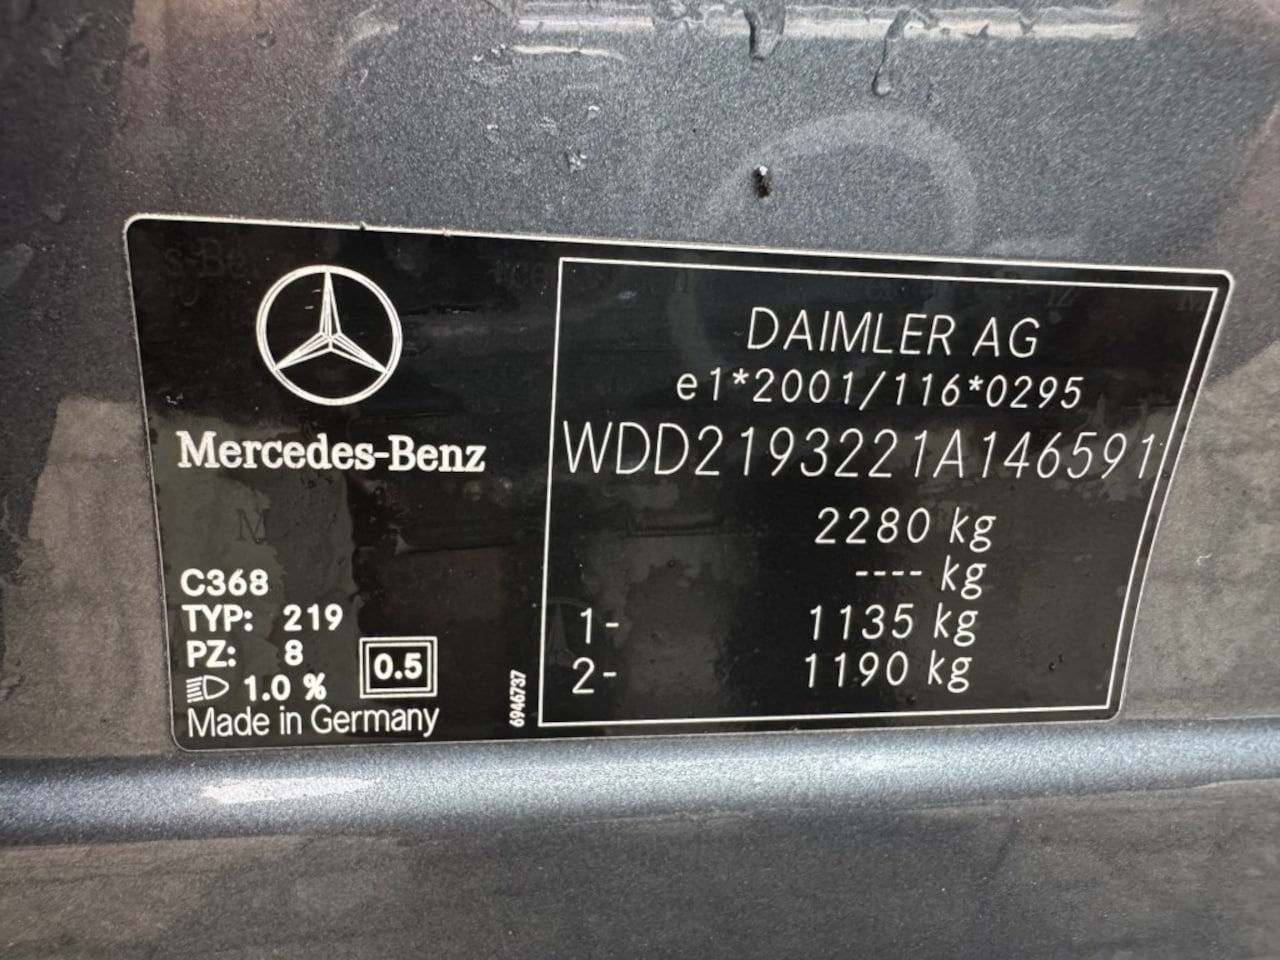 Mercedes-Benz
C368
TYP: 219
PZ: 8
1.0 %
0.5
Made in Germany
6946737
DAIMLER AG
e1*2001/116*0295
WDD2193221A146591
2280 kg
---- kg
1- 1135 kg
2- 1190 kg